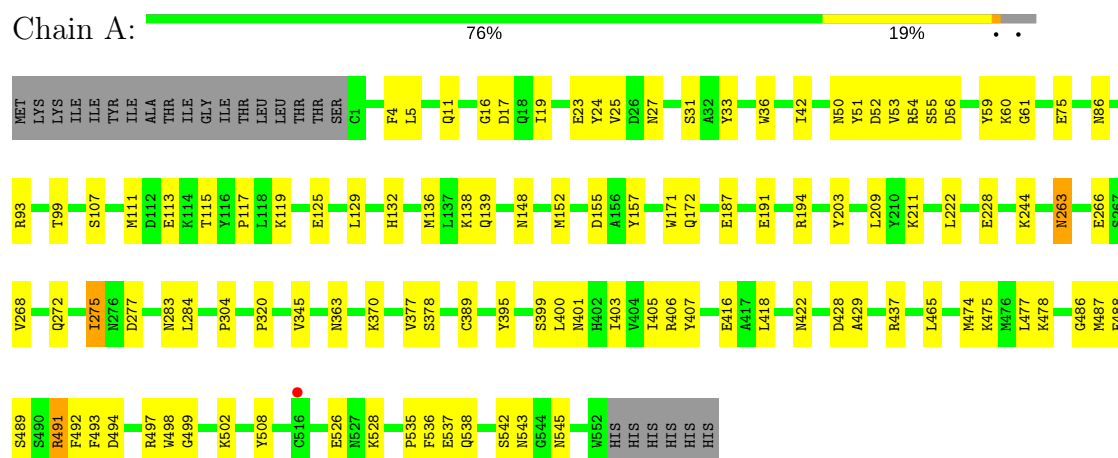 Chain A:
76% 19% • •
MET LYS LYS ILE ILE TYR ILE ALA THR GLY ILE THR LEU LEU THR THR SER C1 F4 L5 Q11 G16 D17 Q18 I19 E23 Y24 V25 D26 N27 S31 A32 Y33 W36 I42 N50 Y51 D52 V53 R54 S55 D56 Y59 K60 G61 E75 N86
R93 T99 S107 M111 D112 E113 K114 T115 Y116 P117 L118 K119 E125 L129 H132 M136 L137 K138 Q139 N148 M152 D155 A156 Y157 W171 Q172 E187 E191 R194 Y203 L209 Y210 K211 L222 E228 K244 N263 E266 S267
V268 Q272 I275 N276 D277 N283 L284 P304 P320 V345 N363 K370 V377 S378 C389 Y395 S399 L400 N401 H402 I403 V404 I405 R406 Y407 E416 A417 L418 N422 D428 A429 R437 L465 M474 K475 M476 L477 K478 G486 M487
S489 S490 R491 F492 F493 D494 R497 W498 G499 K502 Y508 C516 E526 N527 K528 P535 F536 E537 Q538 S542 N543 G544 N545 W552 HIS HIS HIS HIS HIS HIS